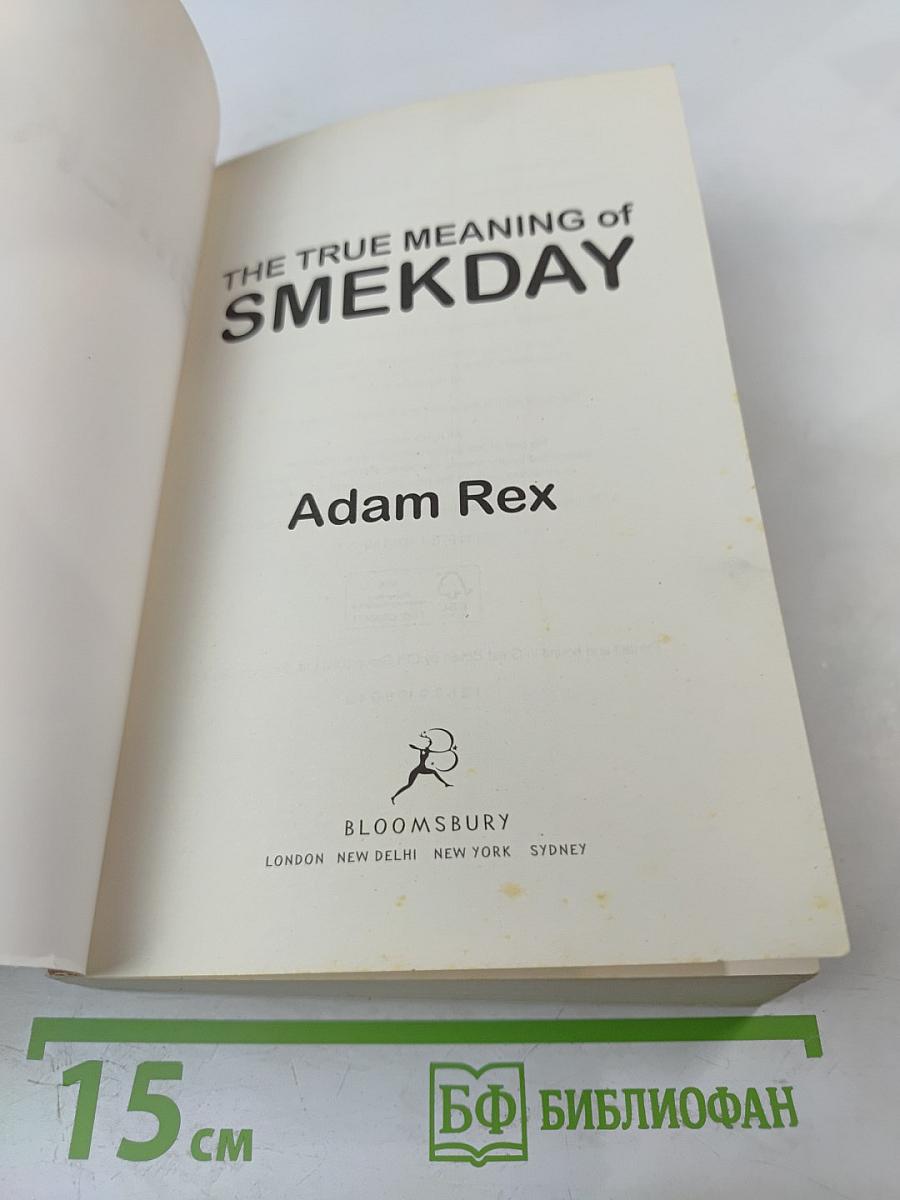 THE TRUE MEANING of
SMEKDAY
Adam Rex
BLOOMSBURY
LONDON NEW DELHI NEW YORK SYDNEY
15 см
БФ БИБЛИОФАН